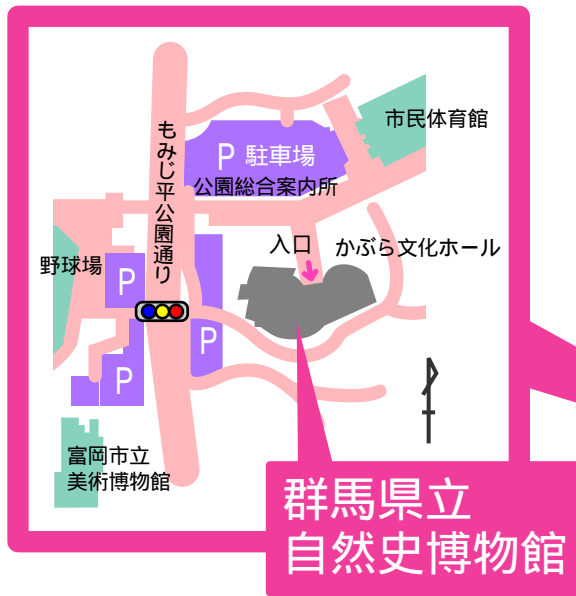 市民体育館
もみじ平公園通り
P 駐車場
公園総合案内所
入口
かぶら文化ホール
野球場
P
P
P
富岡市立
美術博物館
群馬県立
自然史博物館